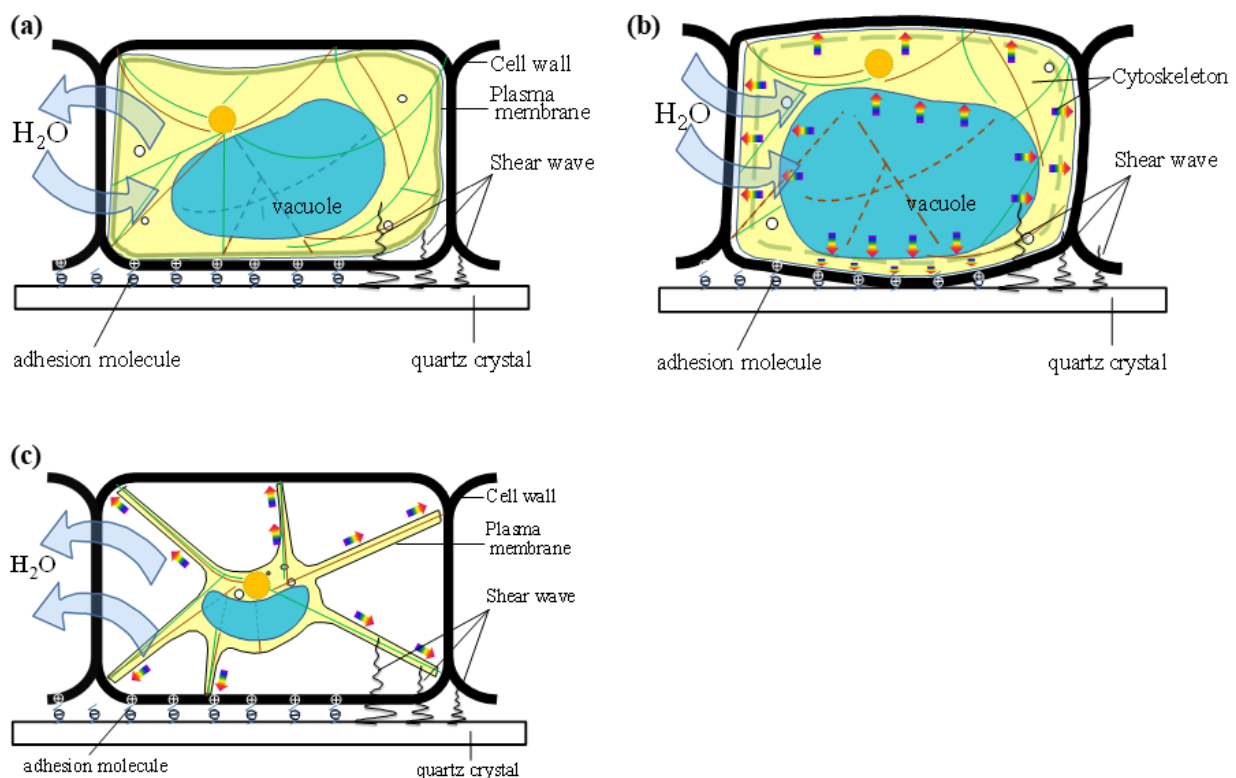 (a)
Cell wall
Plasma
membrane
H₂O
Shear wave
vacuole
adhesion molecule
quartz crystal
(b)
Cytoskeleton
H₂O
Shear wave
vacuole
adhesion molecule
quartz crystal
(c)
Cell wall
Plasma
membrane
H₂O
Shear wave
adhesion molecule
quartz crystal